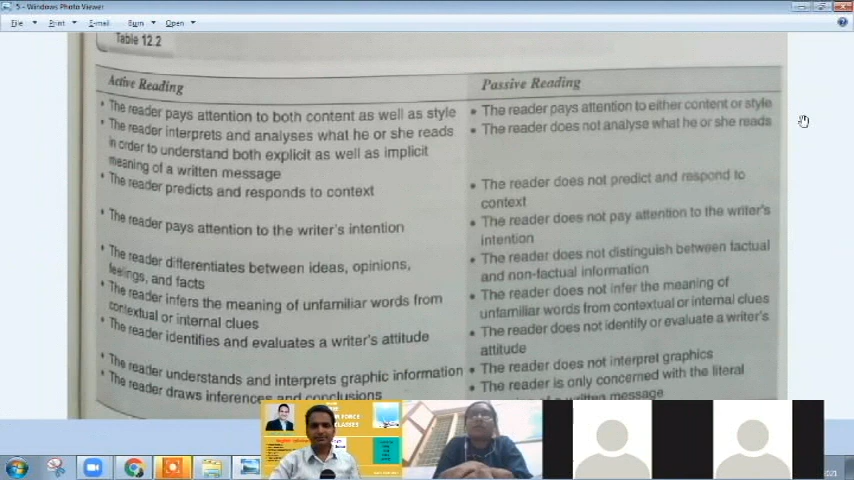 5 - Windows Photo Viewer
File Print E-mail Burn Open
Table 12.2
Active Reading
• The reader pays attention to both content as well as style
• The reader interprets and analyses what he or she reads
in order to understand both explicit as well as implicit
meaning of a written message
• The reader predicts and responds to context
• The reader pays attention to the writer's intention
• The reader differentiates between ideas, opinions,
feelings, and facts
• The reader infers the meaning of unfamiliar words from
contextual or internal clues
• The reader identifies and evaluates a writer's attitude
• The reader understands and interprets graphic information
• The reader draws inferences and conclusions
Passive Reading
• The reader pays attention to either content or style
• The reader does not analyse what he or she reads
• The reader does not predict and respond to
context
• The reader does not pay attention to the writer's
intention
• The reader does not distinguish between factual
and non-factual information
• The reader does not infer the meaning of
unfamiliar words from contextual or internal clues
• The reader does not identify or evaluate a writer's
attitude
• The reader does not interpret graphics
• The reader is only concerned with the literal
written message
FORCE
CLASSES